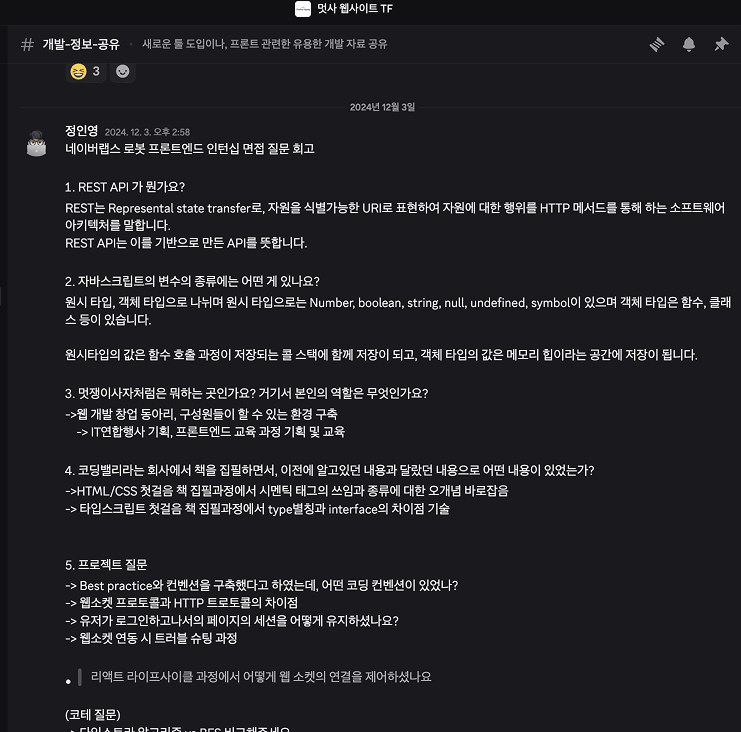 멋사 웹사이트 TF
# 개발-정보-공유 • 새로운 툴 도입이나, 프론트 관련한 유용한 개발 자료 공유
3
2024년 12월 3일
정인영 2024. 12. 3. 오후 2:58
네이버랩스 로봇 프론트엔드 인턴십 면접 질문 회고
1. REST API 가 뭔가요?
REST는 Represental state transfer로, 자원을 식별가능한 URI로 표현하여 자원에 대한 행위를 HTTP 메서드를 통해 하는 소프트웨어
아키텍처를 말합니다.
REST API는 이를 기반으로 만든 API를 뜻합니다.
2. 자바스크립트의 변수의 종류에는 어떤 게 있나요?
원시 타입, 객체 타입으로 나뉘며 원시 타입으로는 Number, boolean, string, null, undefined, symbol이 있으며 객체 타입은 함수, 클래
스 등이 있습니다.
원시타입의 값은 함수 호출 과정이 저장되는 콜 스택에 함께 저장이 되고, 객체 타입의 값은 메모리 힙이라는 공간에 저장이 됩니다.
3. 멋쟁이사자처럼은 뭐하는 곳인가요? 거기서 본인의 역할은 무엇인가요?
->웹 개발 창업 동아리, 구성원들이 할 수 있는 환경 구축
-> IT연합행사 기획, 프론트엔드 교육 과정 기획 및 교육
4. 코딩밸리라는 회사에서 책을 집필하면서, 이전에 알고있던 내용과 달랐던 내용으로 어떤 내용이 있었는가?
->HTML/CSS 첫걸음 책 집필과정에서 시멘틱 태그의 쓰임과 종류에 대한 오개념 바로잡음
-> 타입스크립트 첫걸음 책 집필과정에서 type별칭과 interface의 차이점 기술
5. 프로젝트 질문
-> Best practice와 컨벤션을 구축했다고 하였는데, 어떤 코딩 컨벤션이 있었나?
-> 웹소켓 프로토콜과 HTTP 트로토콜의 차이점
-> 유저가 로그인하고나서의 페이지의 세션을 어떻게 유지하셨나요?
-> 웹소켓 연동 시 트러블 슈팅 과정
• 리액트 라이프사이클 과정에서 어떻게 웹 소켓의 연결을 제어하셨나요
(코테 질문)